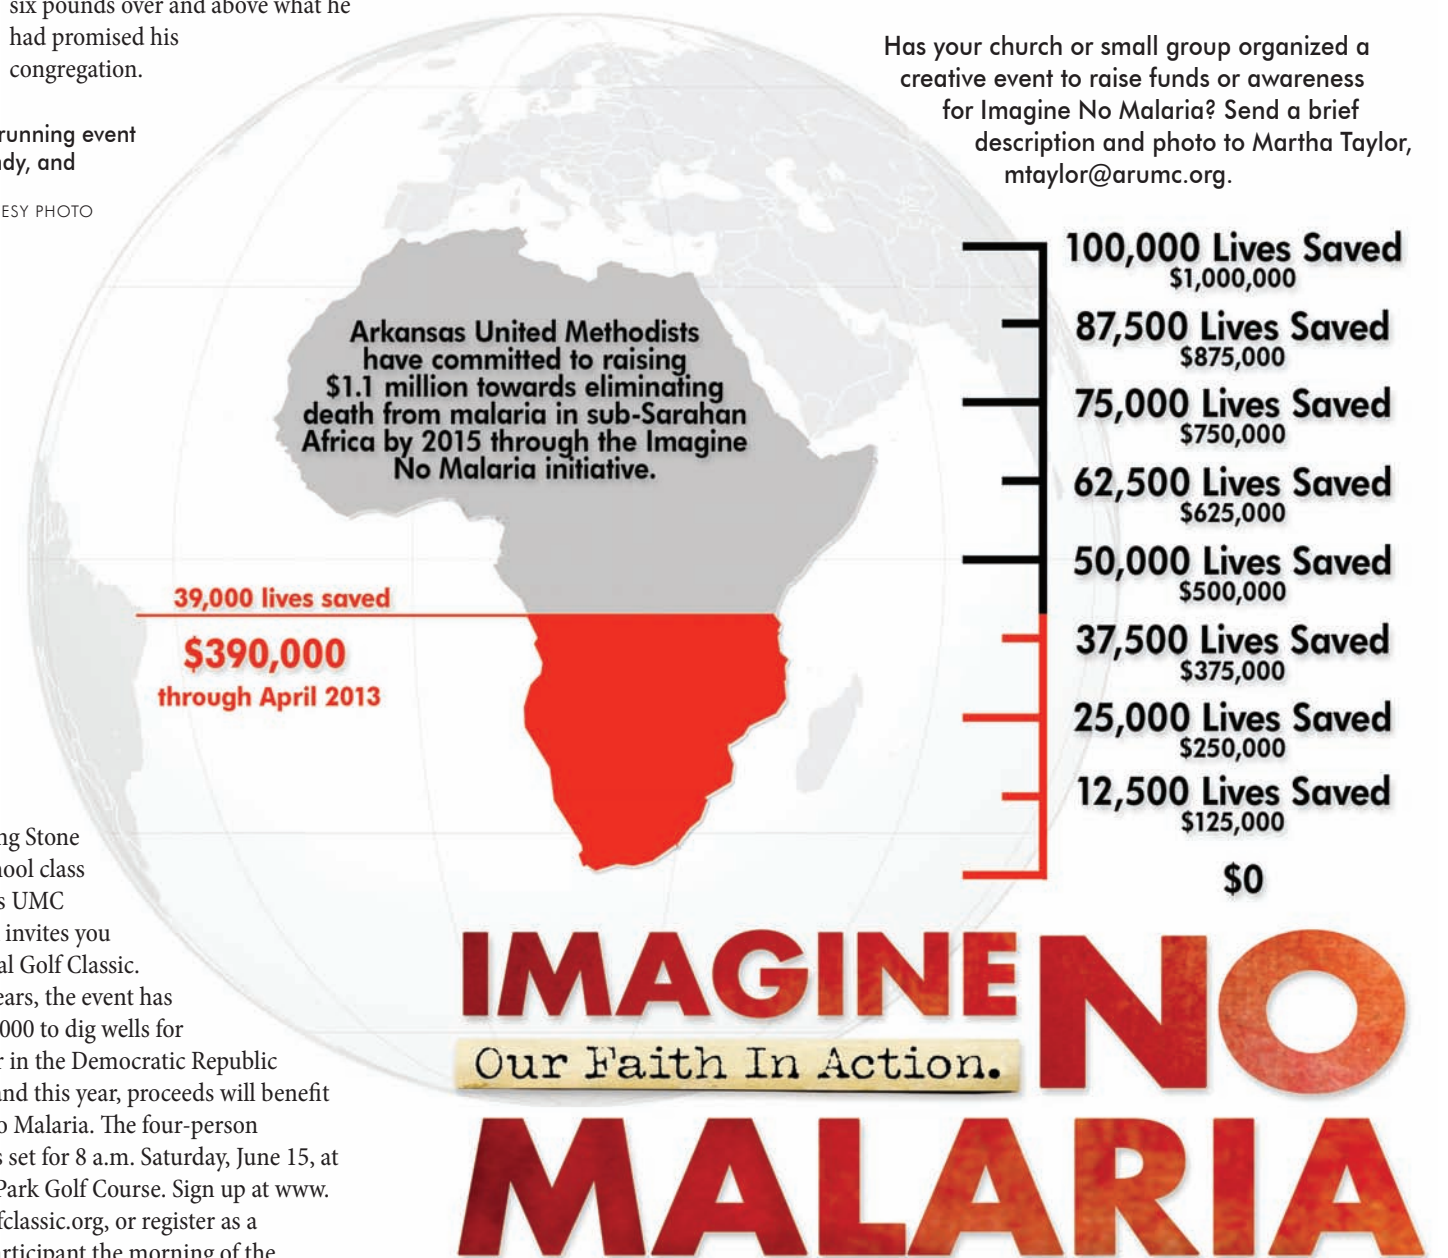 six pounds over and above what he
had promised his
congregation.
running event
dy, and
ESY PHOTO
Has your church or small group organized a
creative event to raise funds or awareness
for Imagine No Malaria? Send a brief
description and photo to Martha Taylor,
mtaylor@arumc.org.
Arkansas United Methodists
have committed to raising
$1.1 million towards eliminating
death from malaria in sub-Sarahan
Africa by 2015 through the Imagine
No Malaria initiative.
39,000 lives saved
$390,000
through April 2013
100,000 Lives Saved
$1,000,000
87,500 Lives Saved
$875,000
75,000 Lives Saved
$750,000
62,500 Lives Saved
$625,000
50,000 Lives Saved
$500,000
37,500 Lives Saved
$375,000
25,000 Lives Saved
$250,000
12,500 Lives Saved
$125,000
$0
ng Stone
ool class
s UMC
invites you
al Golf Classic.
ears, the event has
000 to dig wells for
r in the Democratic Republic
and this year, proceeds will benefit
o Malaria. The four-person
s set for 8 a.m. Saturday, June 15, at
Park Golf Course. Sign up at www.
fclassic.org, or register as a
articipant the morning of the
IMAGINE NO
Our Faith In Action.
MALARIA